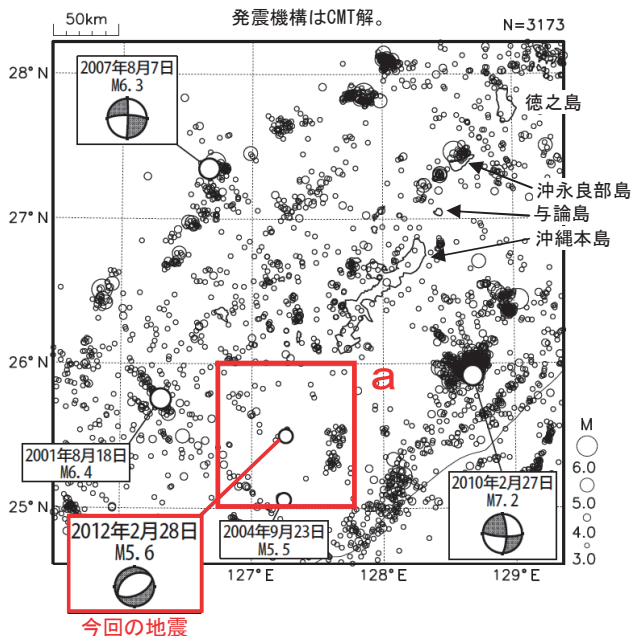 50km
発震機構はCMT解。
N=3173
28°N
2007年8月7日
M6.3
徳之島
沖永良部島
27°N
与論島
沖縄本島
26°N
a
2001年8月18日
M6.4
M
6.0
5.0
4.0
3.0
25°N
2010年2月27日
M7.2
2012年2月28日
M5.6
2004年9月23日
M5.5
127°E
128°E
129°E
今回の地震